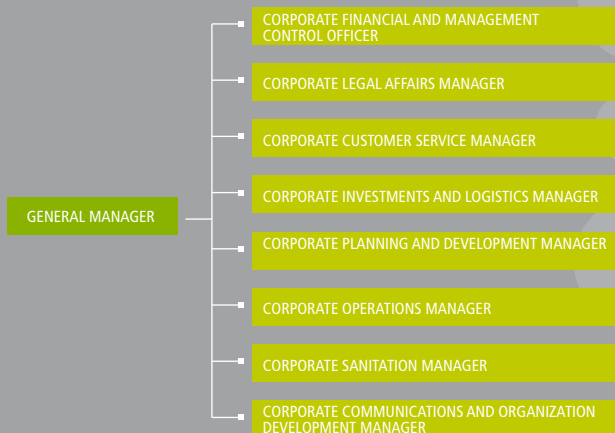 CORPORATE FINANCIAL AND MANAGEMENT
CONTROL OFFICER
CORPORATE LEGAL AFFAIRS MANAGER
CORPORATE CUSTOMER SERVICE MANAGER
CORPORATE INVESTMENTS AND LOGISTICS MANAGER
GENERAL MANAGER
CORPORATE PLANNING AND DEVELOPMENT MANAGER
CORPORATE OPERATIONS MANAGER
CORPORATE SANITATION MANAGER
CORPORATE COMMUNICATIONS AND ORGANIZATION
DEVELOPMENT MANAGER